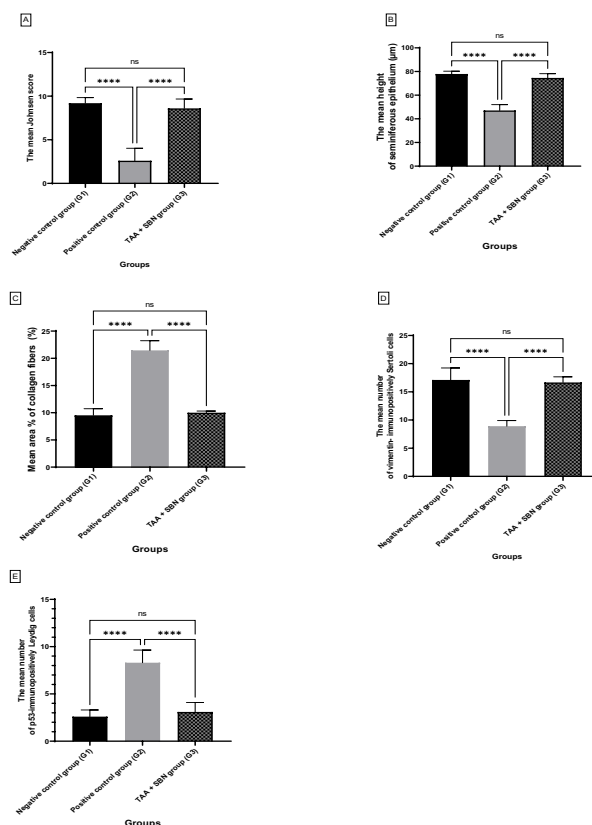 A
ns
****
****
15
10
5
0
The mean Johnsen score
Negative control group (G1)
Positive control group (G2)
TAA + SBN group (G3)
Groups
B
ns
****
****
100
80
60
40
20
0
The mean height
of seminiferous epithelium (µm)
Negative control group (G1)
Positive control group (G2)
TAA + SBN group (G3)
Groups
C
ns
****
****
25
20
15
10
5
0
Mean area % of collagen fibers (%)
Negative control group (G1)
Positive control group (G2)
TAA + SBN group (G3)
Groups
D
ns
****
****
25
20
15
10
5
0
The mean number
of vimentin- immunopositively Sertoli cells
Negative control group (G1)
Positive control group (G2)
TAA + SBN group (G3)
Groups
E
ns
****
****
15
10
5
0
The mean number
of p53-immunopositively Leydig cells
Negative control group (G1)
Positive control group (G2)
TAA + SBN group (G3)
Groups